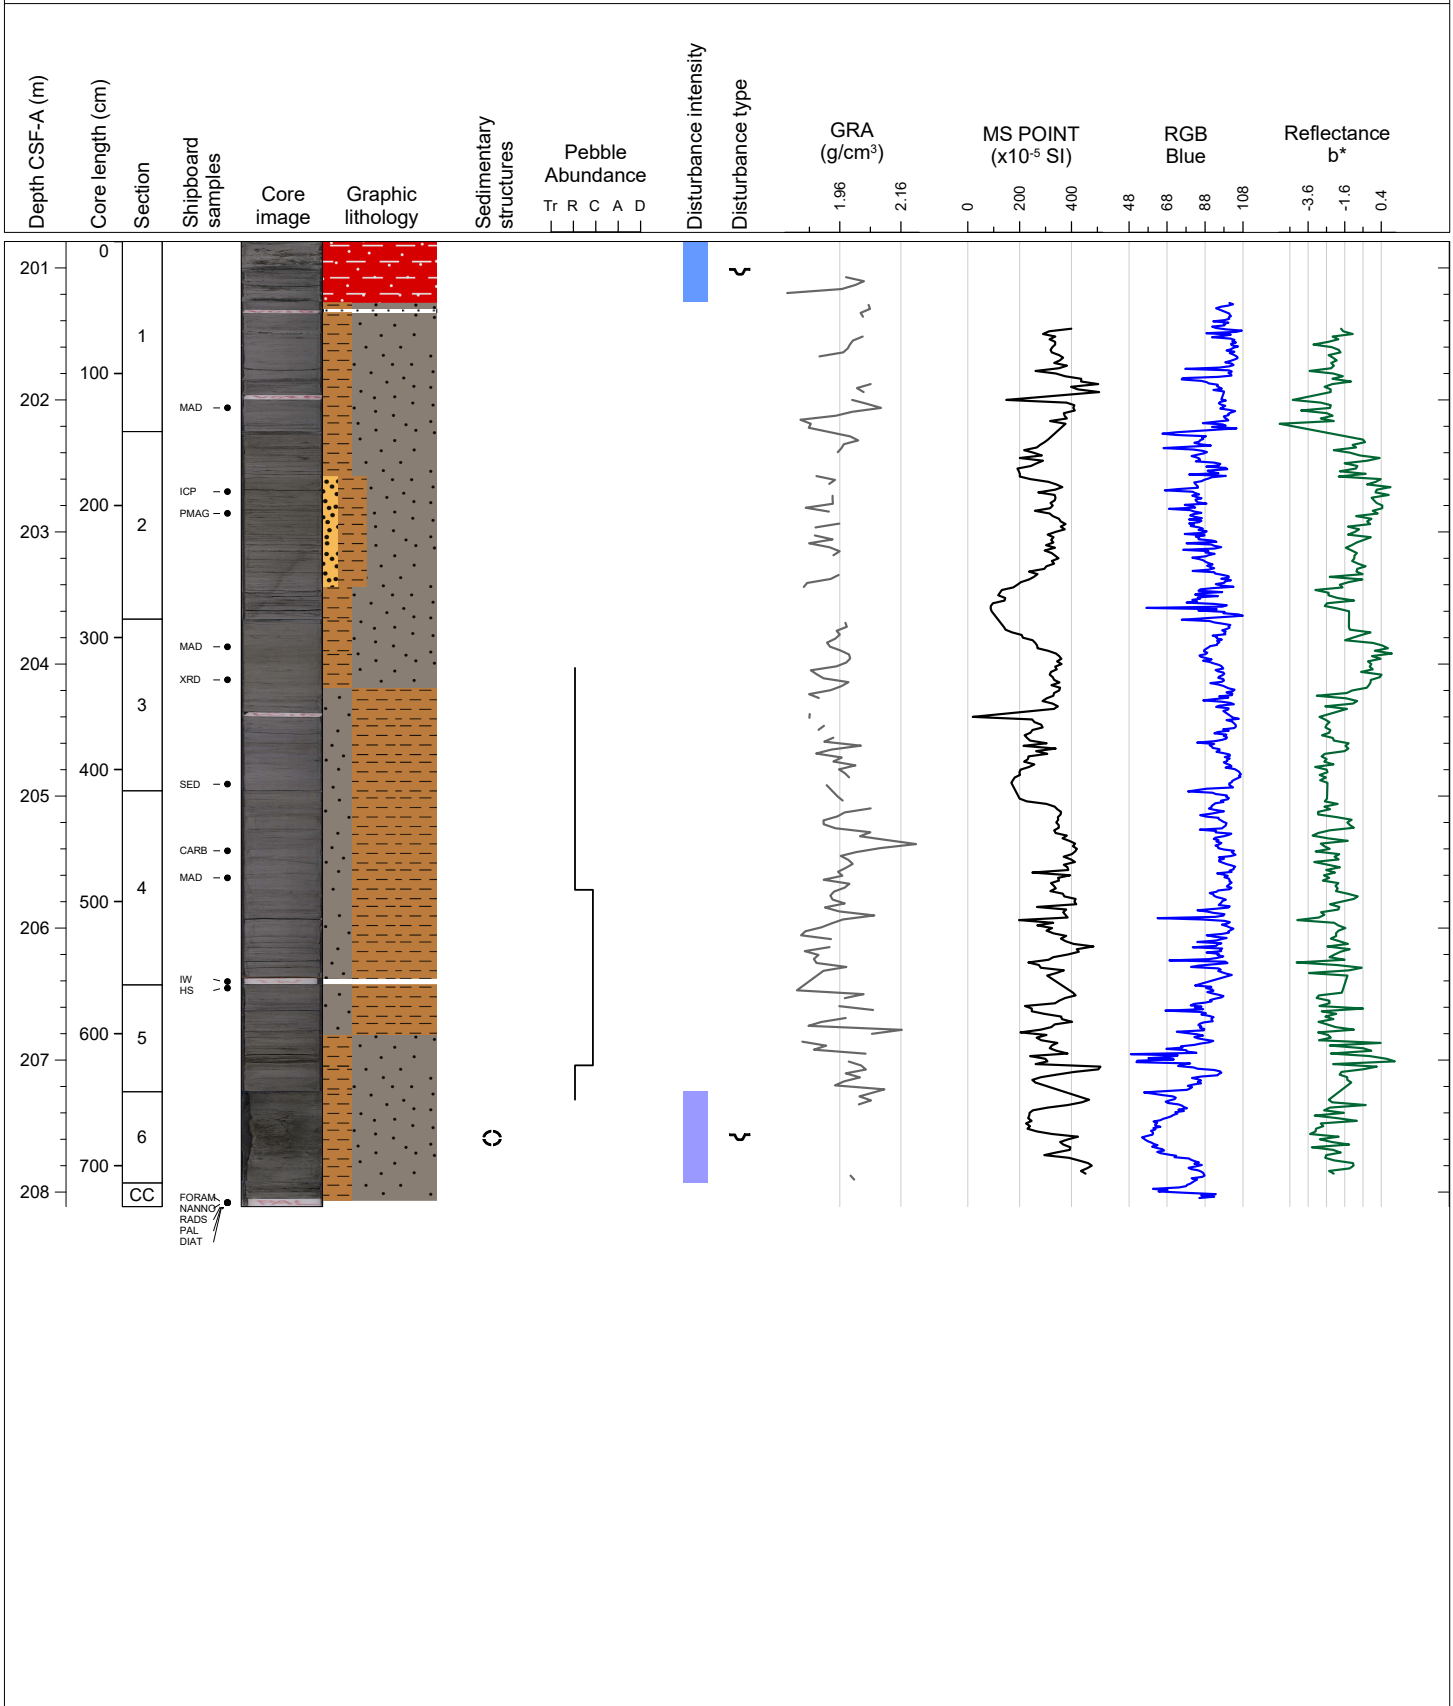 Depth CSF-A (m)
Core length (cm)
Section
Shipboard
samples
Core
image
Graphic
lithology
Sedimentary
structures
Pebble
Abundance
Tr R C A D
Disturbance intensity
Disturbance type
GRA
(g/cm³)
1.96 2.16
MS POINT
(x10⁻⁵ SI)
0 200 400
RGB
Blue
48 68 88 108
Reflectance
b*
-3.6 -1.6 0.4
0
201
1
100
202
MAD
ICP
200
PMAG
2
203
300
MAD
204
XRD
3
400
SED
205
CARB
MAD
4
500
206
IW
HS
600
5
207
6
700
208
CC
FORAM
NANNO
RADS
PAL
DIAT
PAL